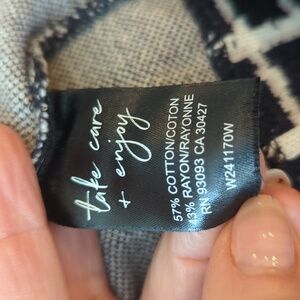 take care
+ enjoy
57% COTTON/COTON
43% RAYON/RAYONNE
RN 93093 CA 30427
W241170W